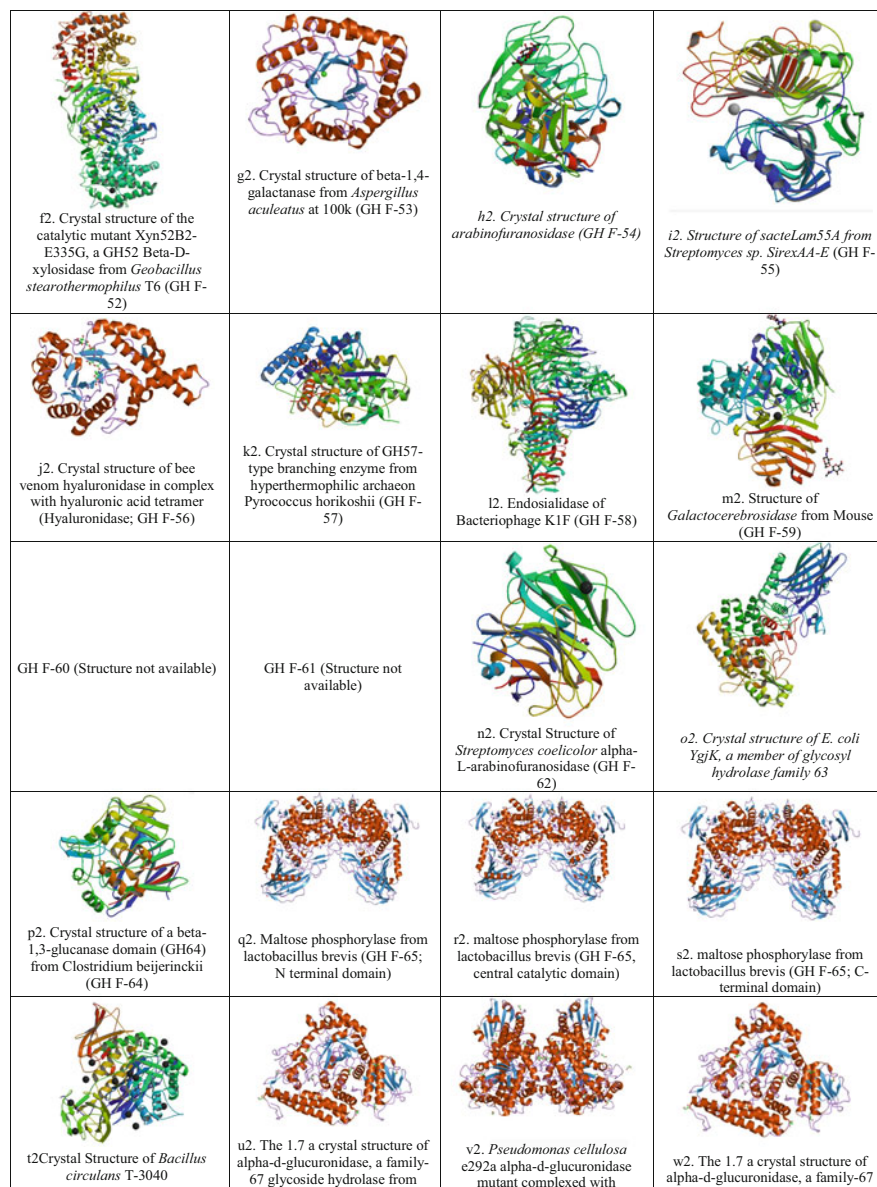 f2. Crystal structure of the
catalytic mutant Xyn52B2-
E335G, a GH52 Beta-D-
xylosidase from Geobacillus
stearothermophilus T6 (GH F-
52)
g2. Crystal structure of beta-1,4-
galactanase from Aspergillus
aculeatus at 100k (GH F-53)
h2. Crystal structure of
arabinofuranosidase (GH F-54)
i2. Structure of sacteLam55A from
Streptomyces sp. SirexAA-E (GH F-
55)
j2. Crystal structure of bee
venom hyaluronidase in complex
with hyaluronic acid tetramer
(Hyaluronidase; GH F-56)
k2. Crystal structure of GH57-
type branching enzyme from
hyperthermophilic archaeon
Pyrococcus horikoshii (GH F-
57)
l2. Endosialidase of
Bacteriophage K1F (GH F-58)
m2. Structure of
Galactocerebrosidase from Mouse
(GH F-59)
GH F-60 (Structure not available)
GH F-61 (Structure not
available)
n2. Crystal Structure of
Streptomyces coelicolor alpha-
L-arabinofuranosidase (GH F-
62)
o2. Crystal structure of E. coli
YgjK, a member of glycosyl
hydrolase family 63
p2. Crystal structure of a beta-
1,3-glucanase domain (GH64)
from Clostridium beijerinckii
(GH F-64)
q2. Maltose phosphorylase from
lactobacillus brevis (GH F-65;
N terminal domain)
r2. maltose phosphorylase from
lactobacillus brevis (GH F-65,
central catalytic domain)
s2. maltose phosphorylase from
lactobacillus brevis (GH F-65; C-
terminal domain)
t2Crystal Structure of Bacillus
circulans T-3040
u2. The 1.7 a crystal structure of
alpha-d-glucuronidase, a family-
67 glycoside hydrolase from
v2. Pseudomonas cellulosa
e292a alpha-d-glucuronidase
mutant complexed with
w2. The 1.7 a crystal structure of
alpha-d-glucuronidase, a family-67